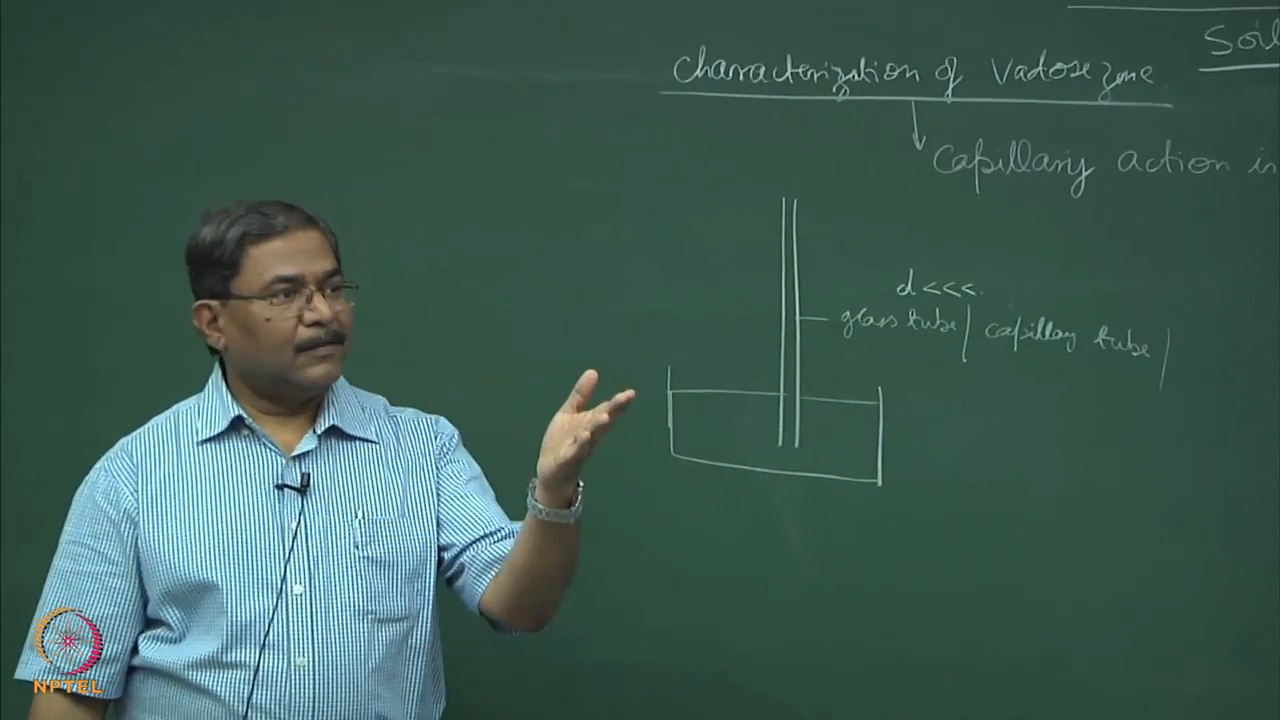 Soil
Characterization of Vadose zone
Capillary action in
d <<<.
glass tube / capillary tube /
NPTEL